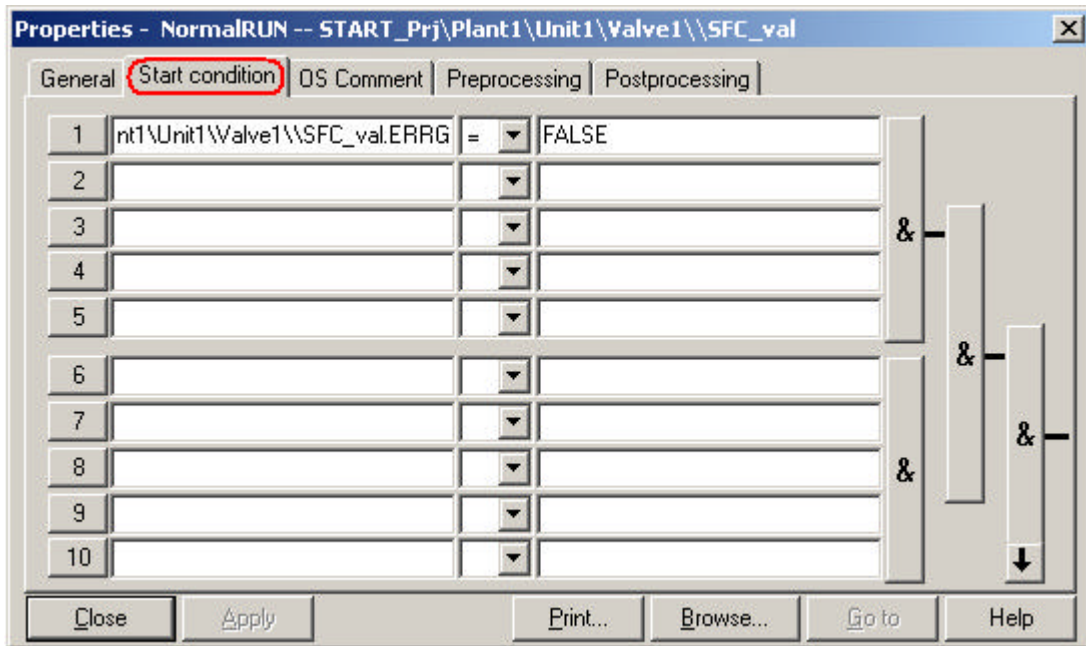 Properties - NormalRUN -- START_Prj\Plant1\Unit1\Valve1\\SFC_val
General Start condition OS Comment Preprocessing Postprocessing
1 nt1\Unit1\Valve1\\SFC_val.ERRG = FALSE
2
3 &
4
5
6 &
7 &
8 &
9
10
Close Apply Print... Browse... Go to Help